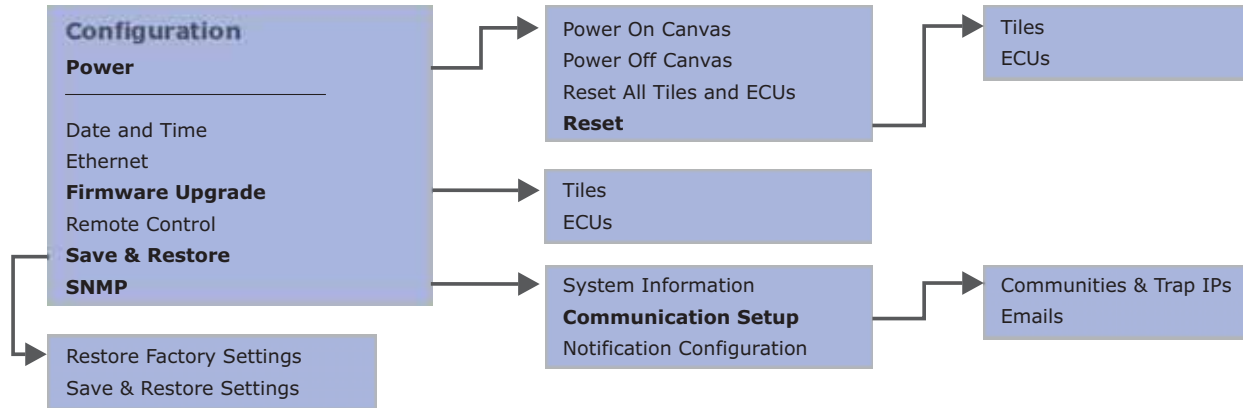 Configuration
Power
Date and Time
Ethernet
Firmware Upgrade
Remote Control
Save & Restore
SNMP
Restore Factory Settings
Save & Restore Settings
Power On Canvas
Power Off Canvas
Reset All Tiles and ECUs
Reset
Tiles
ECUs
Tiles
ECUs
System Information
Communication Setup
Notification Configuration
Communities & Trap IPs
Emails